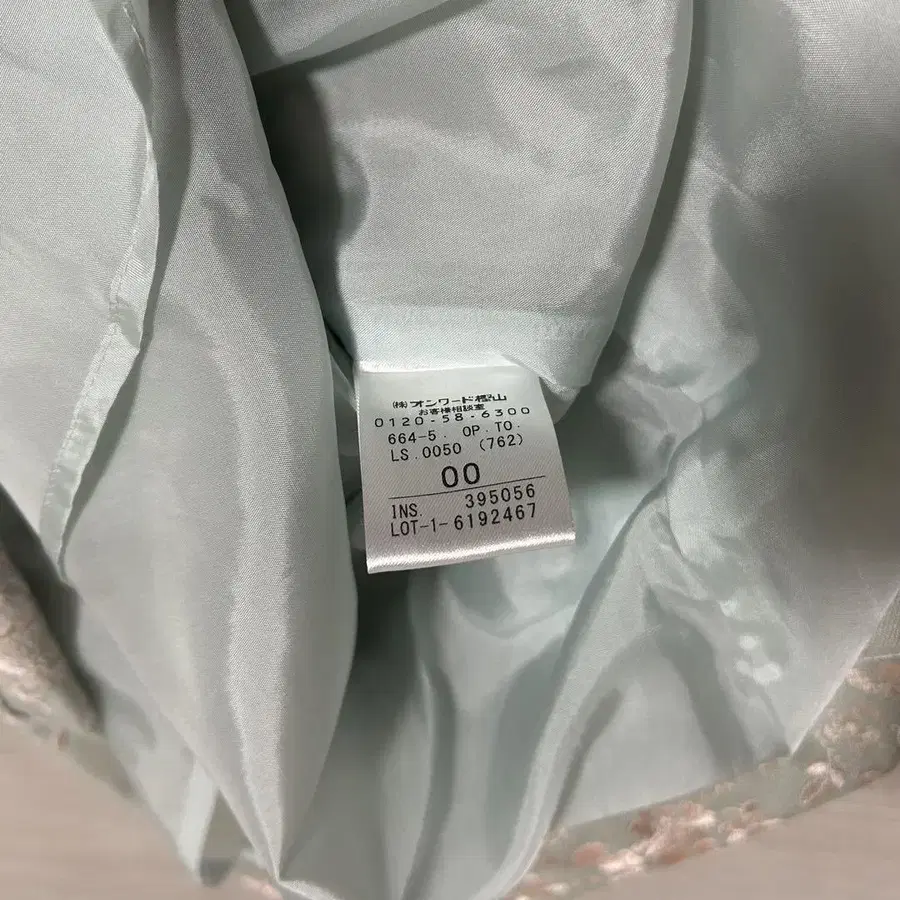 (株)オンワード樫山
お客様相談室
0120-58-6300
664-5. OP.TO.
LS.0050 (762)
00
INS. 395056
LOT-1-6192467